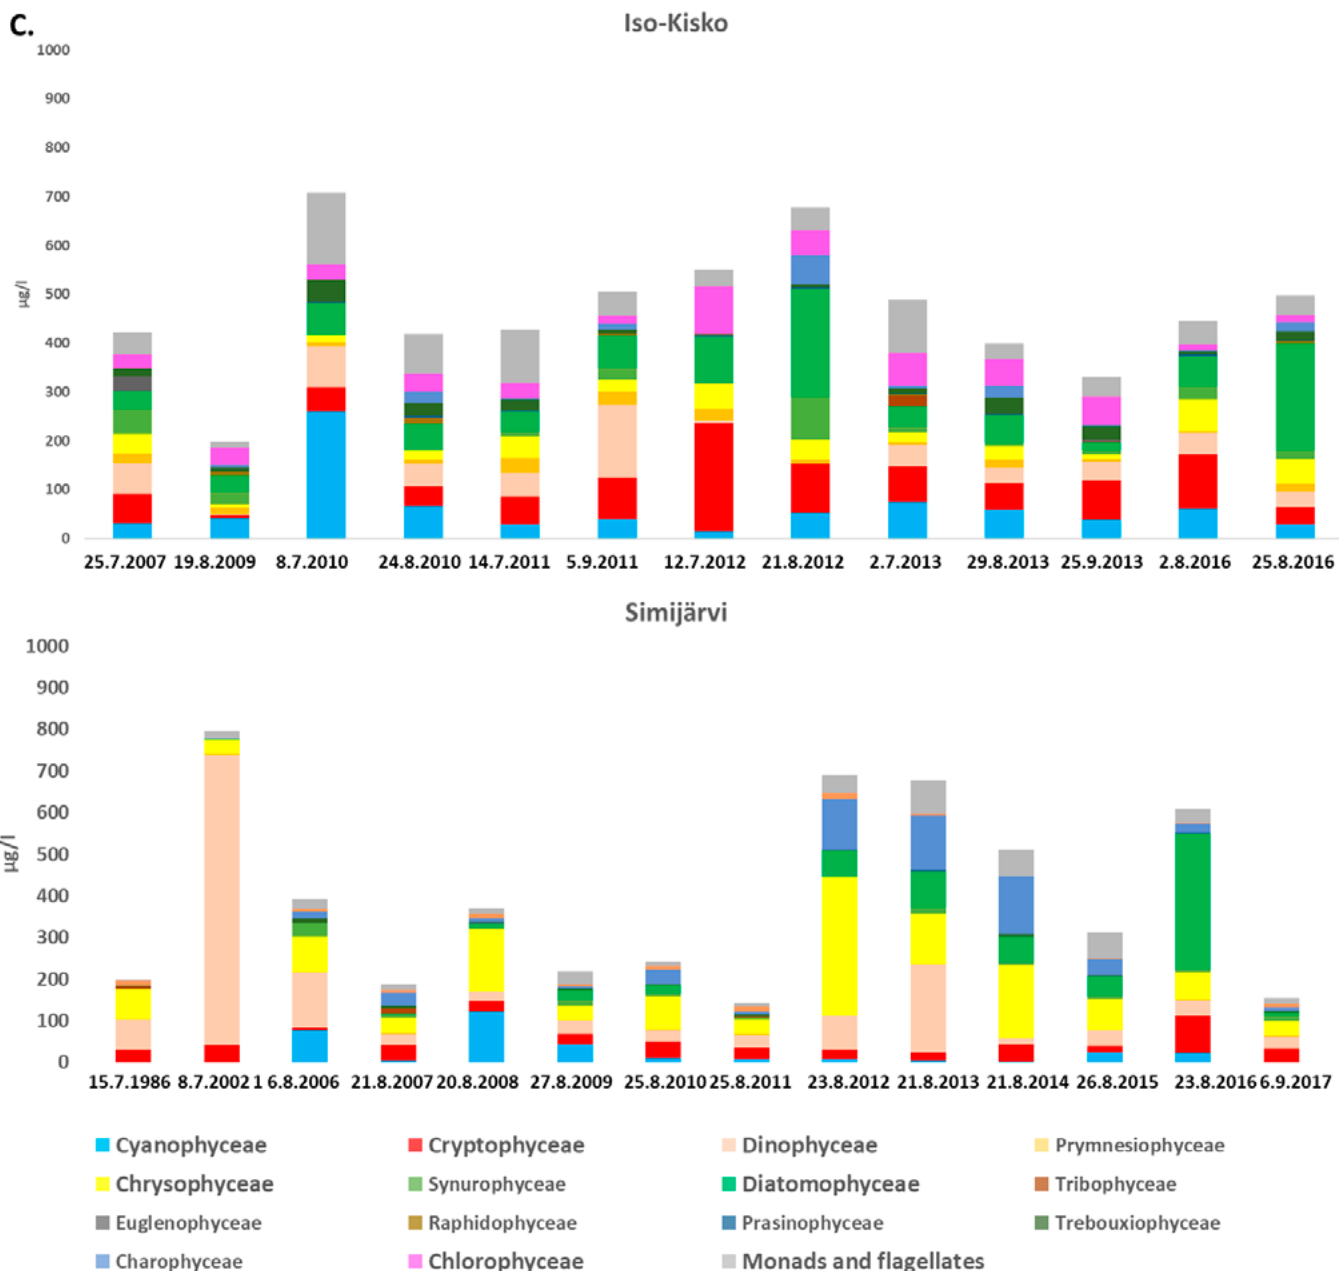 C.
Iso-Kisko
1000
900
800
700
600
500
400
300
200
100
0
µg/l
25.7.2007 19.8.2009 8.7.2010 24.8.2010 14.7.2011 5.9.2011 12.7.2012 21.8.2012 2.7.2013 29.8.2013 25.9.2013 2.8.2016 25.8.2016
Simijärvi
1000
900
800
700
600
500
400
300
200
100
0
µg/l
15.7.1986 8.7.2002 1 6.8.2006 21.8.2007 20.8.2008 27.8.2009 25.8.2010 25.8.2011 23.8.2012 21.8.2013 21.8.2014 26.8.2015 23.8.2016 6.9.2017
Cyanophyceae Cryptophyceae Dinophyceae Prymnesiophyceae
Chrysophyceae Synurophyceae Diatomophyceae Tribophyceae
Euglenophyceae Raphidophyceae Prasinophyceae Trebouxiophyceae
Charophyceae Chlorophyceae Monads and flagellates